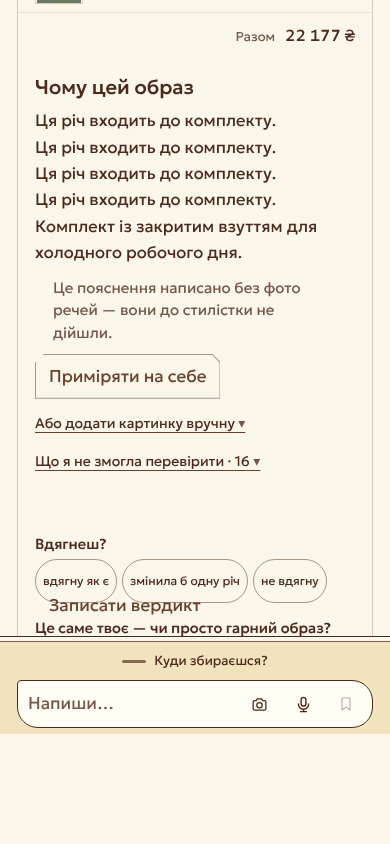 Разом 22 177 ₴
Чому цей образ
Ця річ входить до комплекту.
Ця річ входить до комплекту.
Ця річ входить до комплекту.
Ця річ входить до комплекту.
Комплект із закритим взуттям для
холодного робочого дня.
Це пояснення написано без фото
речей — вони до стилістки не
дійшли.
Приміряти на себе
Або додати картинку вручну ▾
Що я не змогла перевірити · 16 ▾
Вдягнеш?
вдягну як є змінила б одну річ не вдягну
Записати вердикт
Це саме твоє — чи просто гарний образ?
Куди збираєшся?
Напиши...